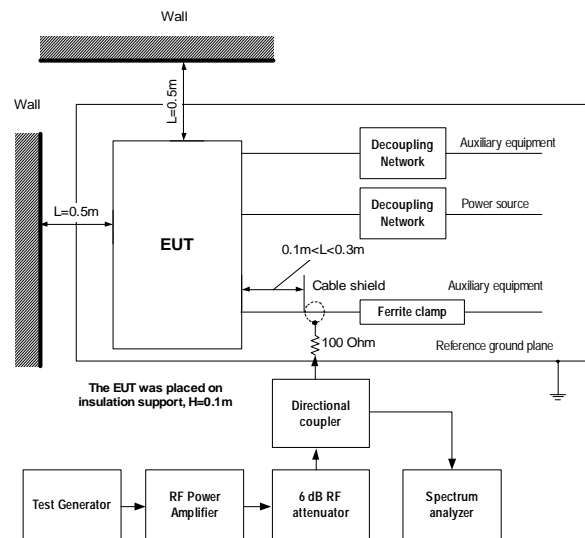 Wall
L=0.5m
Wall
Decoupling
Network
Auxiliary equipment
Decoupling
Network
Power source
L=0.5m
EUT
0.1m<L<0.3m
Cable shield
Auxiliary equipment
Ferrite clamp
100 Ohm
Reference ground plane
The EUT was placed on
insulation support, H=0.1m
Directional
coupler
Test Generator
RF Power
Amplifier
6 dB RF
attenuator
Spectrum
analyzer